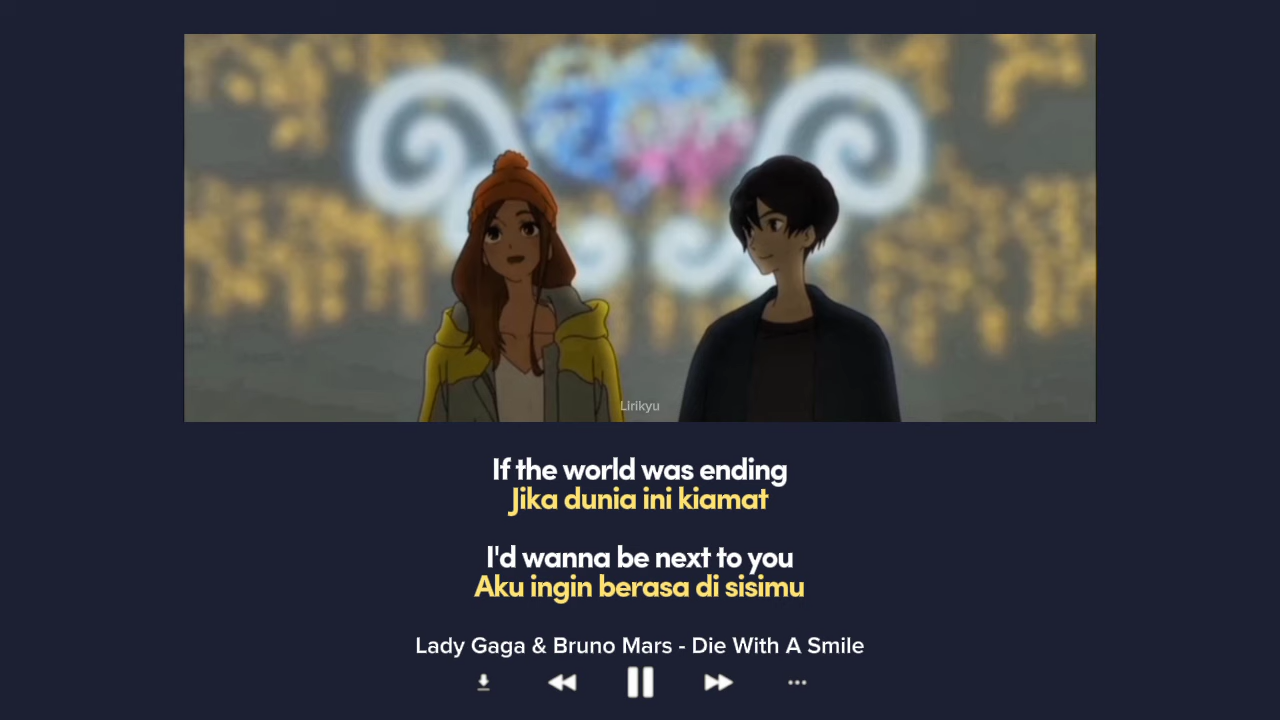 Lirikyu
If the world was ending
Jika dunia ini kiamat
I'd wanna be next to you
Aku ingin berasa di sisimu
Lady Gaga & Bruno Mars - Die With A Smile